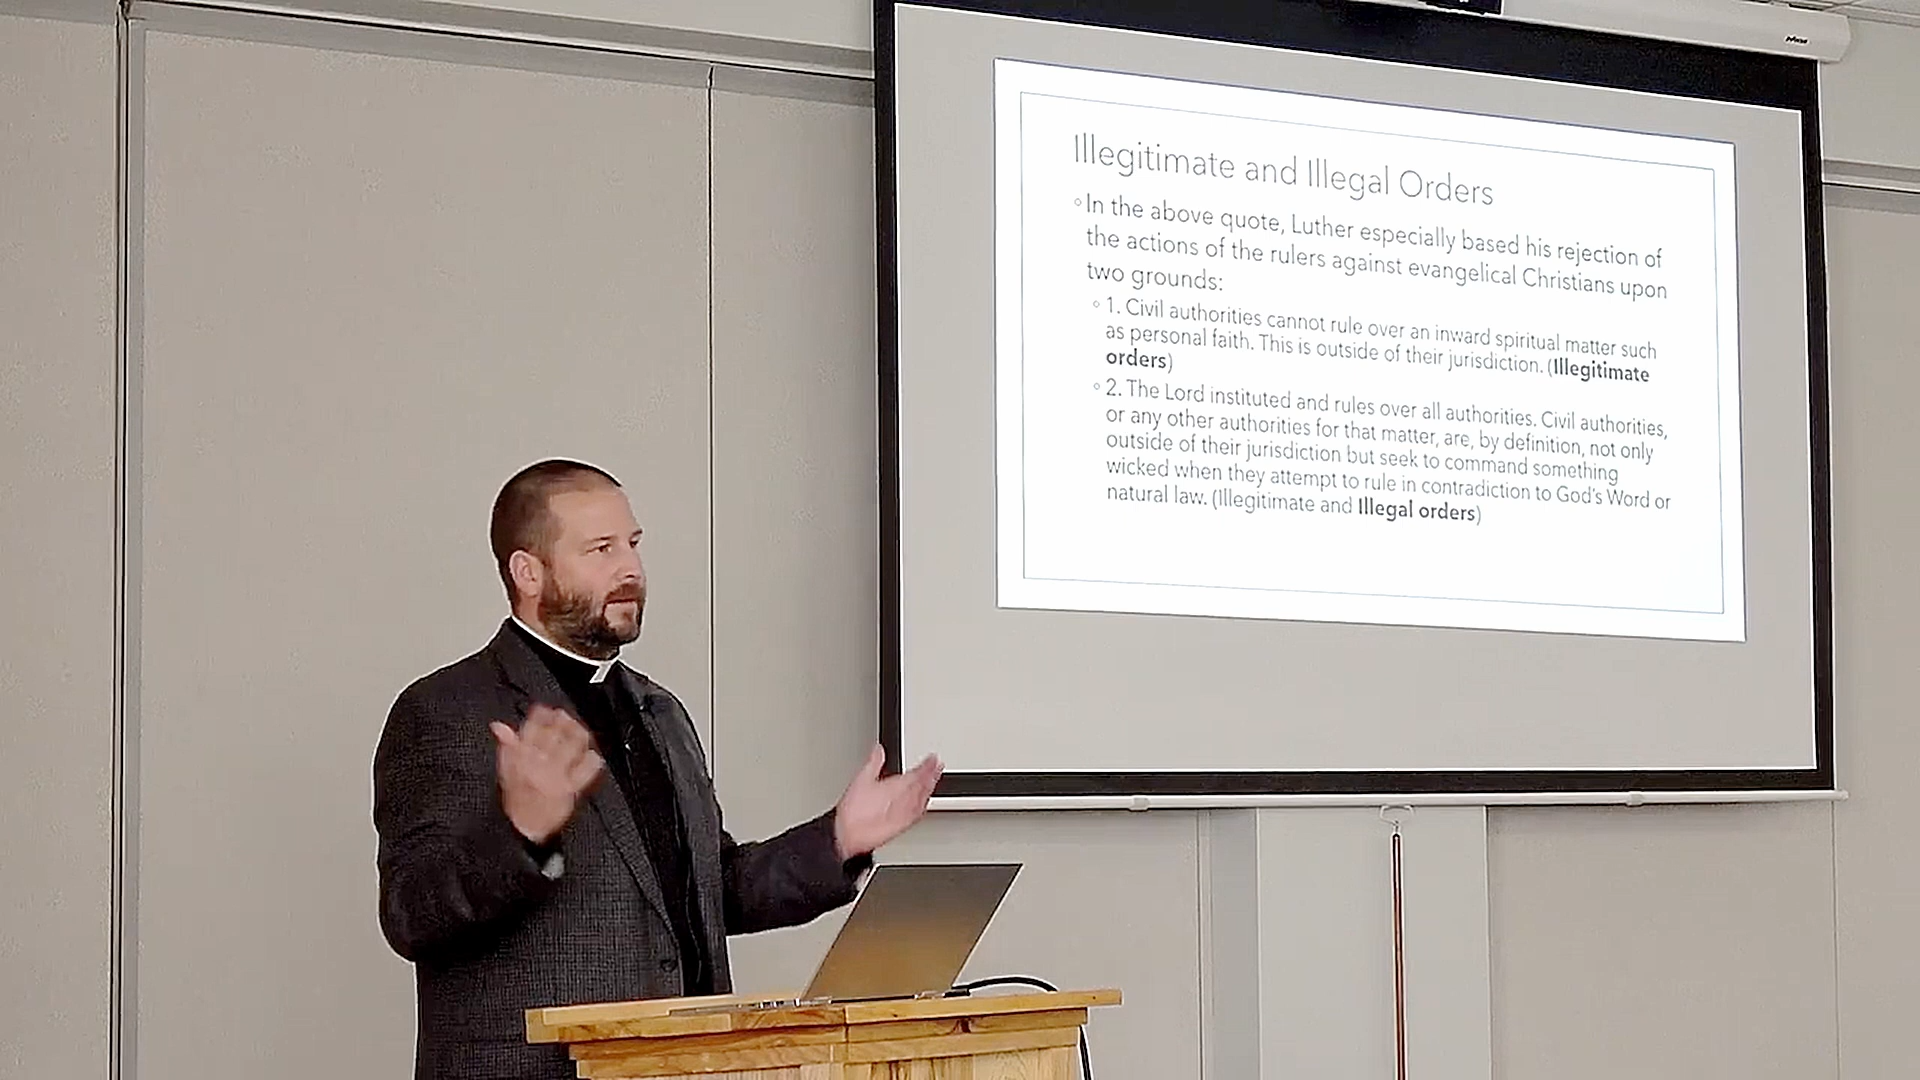 Illegitimate and Illegal Orders
◦In the above quote, Luther especially based his rejection of
the actions of the rulers against evangelical Christians upon
two grounds:
◦ 1. Civil authorities cannot rule over an inward spiritual matter such
as personal faith. This is outside of their jurisdiction. (Illegitimate
orders)
◦ 2. The Lord instituted and rules over all authorities. Civil authorities,
or any other authorities for that matter, are, by definition, not only
outside of their jurisdiction but seek to command something
wicked when they attempt to rule in contradiction to God's Word or
natural law. (Illegitimate and Illegal orders)